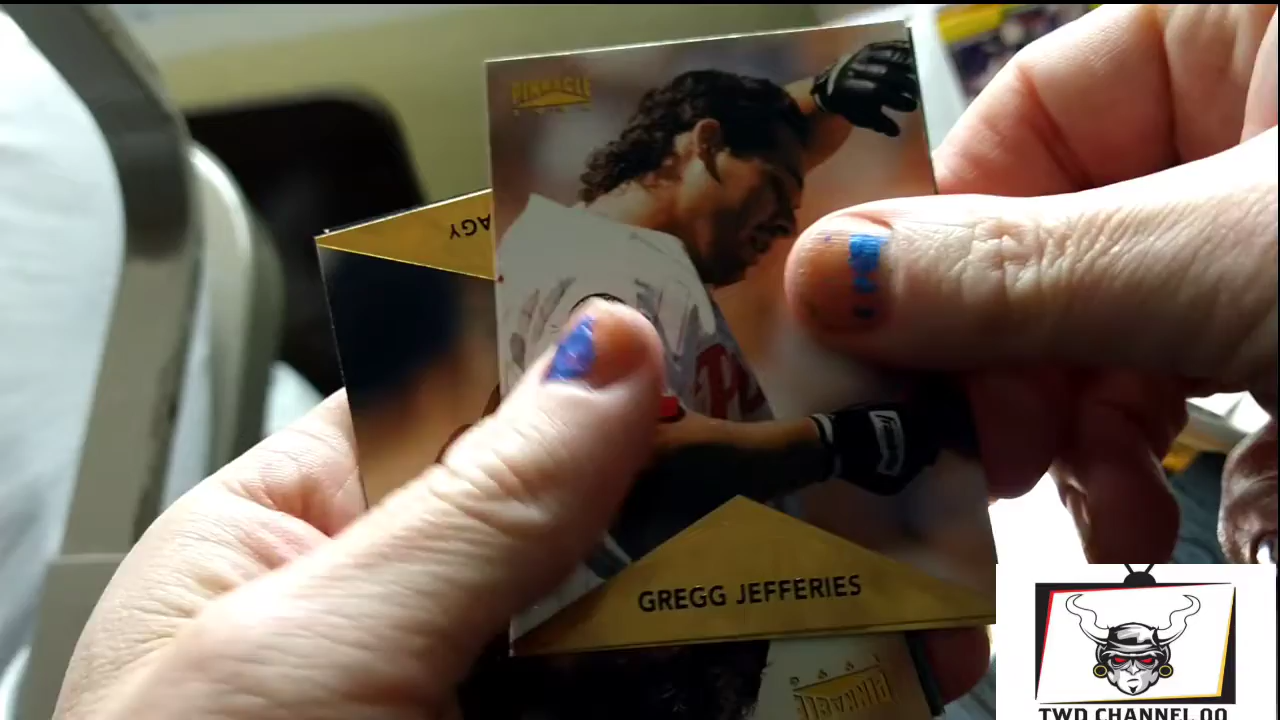 PINNACLE
AGY
GREGG JEFFERIES
PINNACLE
TWD CHANNEL 00